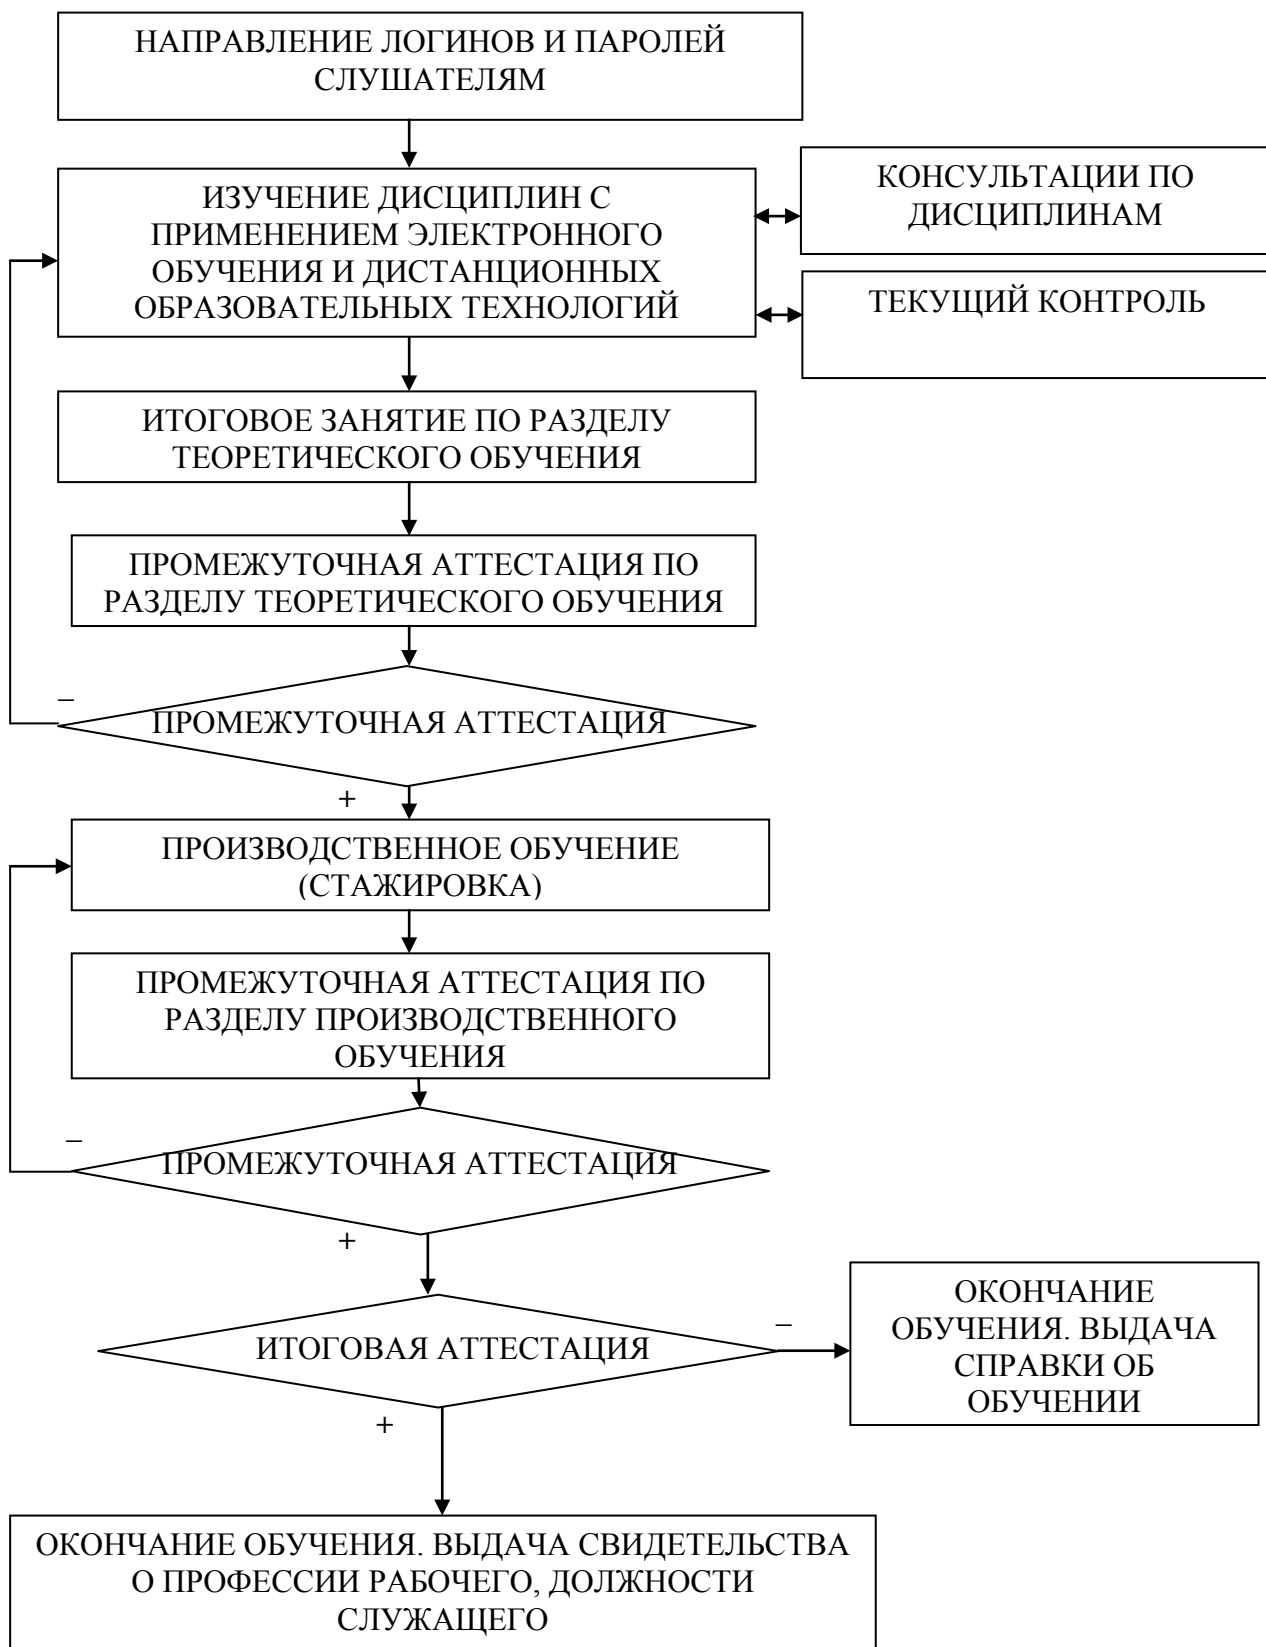 НАПРАВЛЕНИЕ ЛОГИНОВ И ПАРОЛЕЙ
СЛУШАТЕЛЯМ
ИЗУЧЕНИЕ ДИСЦИПЛИН С
ПРИМЕНЕНИЕМ ЭЛЕКТРОННОГО
ОБУЧЕНИЯ И ДИСТАНЦИОННЫХ
ОБРАЗОВАТЕЛЬНЫХ ТЕХНОЛОГИЙ
КОНСУЛЬТАЦИИ ПО
ДИСЦИПЛИНАМ
ТЕКУЩИЙ КОНТРОЛЬ
ИТОГОВОЕ ЗАНЯТИЕ ПО РАЗДЕЛУ
ТЕОРЕТИЧЕСКОГО ОБУЧЕНИЯ
ПРОМЕЖУТОЧНАЯ АТТЕСТАЦИЯ ПО
РАЗДЕЛУ ТЕОРЕТИЧЕСКОГО ОБУЧЕНИЯ
–
ПРОМЕЖУТОЧНАЯ АТТЕСТАЦИЯ
+
ПРОИЗВОДСТВЕННОЕ ОБУЧЕНИЕ
(СТАЖИРОВКА)
ПРОМЕЖУТОЧНАЯ АТТЕСТАЦИЯ ПО
РАЗДЕЛУ ПРОИЗВОДСТВЕННОГО
ОБУЧЕНИЯ
–
ПРОМЕЖУТОЧНАЯ АТТЕСТАЦИЯ
+
ИТОГОВАЯ АТТЕСТАЦИЯ
–
ОКОНЧАНИЕ
ОБУЧЕНИЯ. ВЫДАЧА
СПРАВКИ ОБ
ОБУЧЕНИИ
+
ОКОНЧАНИЕ ОБУЧЕНИЯ. ВЫДАЧА СВИДЕТЕЛЬСТВА
О ПРОФЕССИИ РАБОЧЕГО, ДОЛЖНОСТИ
СЛУЖАЩЕГО